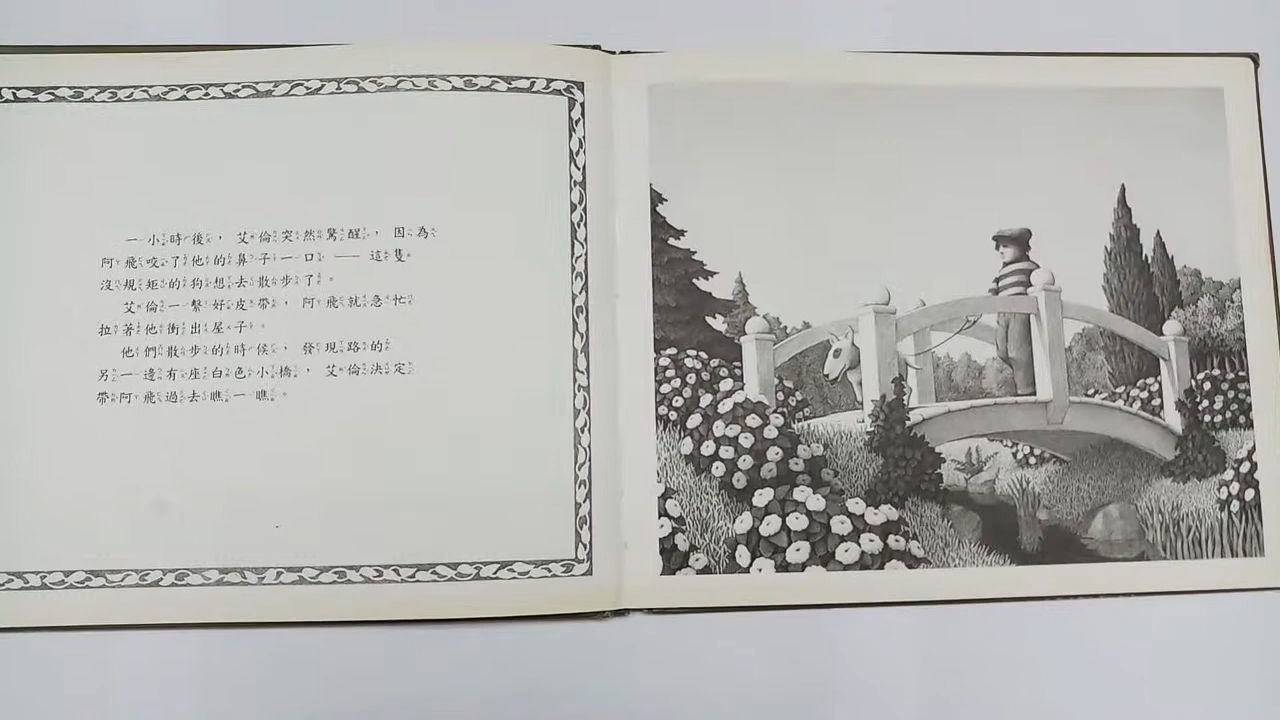 一小時後，艾倫突然驚醒，因為
阿飛咬了他的鼻子一口——這隻
沒規矩的狗想去散步了。
艾倫一繫好皮帶，阿飛就急忙
拉著他衝出屋子。
他們散步的時候，發現路的
另一邊有座白色小橋，艾倫決定
帶阿飛過去瞧一瞧。